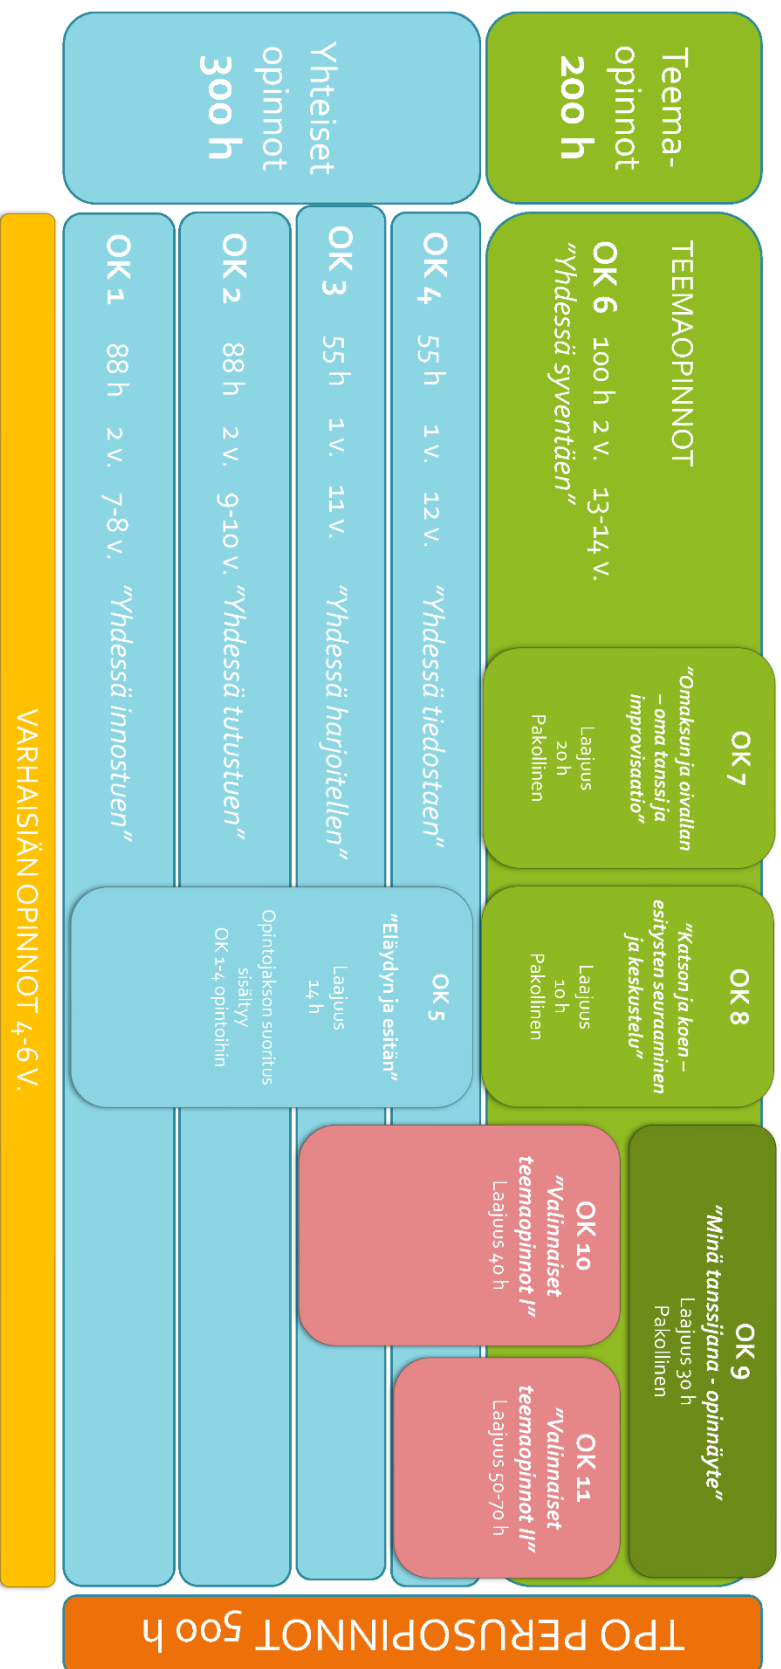 Teema-
opinnot
200 h
TEEMAOPINNOT
OK 6 100 h 2 v. 13-14 v.
"Yhdessä syventäen"
OK 7
"Omaksun ja oivallan
– oma tanssi ja
improvisaatio"
Laajuus
20 h
Pakollinen
OK 8
"Katson ja koen –
esitysten seuraaminen
ja keskustelu"
Laajuus
10 h
Pakollinen
OK 9
"Minä tanssijana - opinnäyte"
Laajuus 30 h
Pakollinen
OK 10
"Valinnaiset
teemaopinnot I"
Laajuus 40 h
OK 11
"Valinnaiset
teemaopinnot II"
Laajuus 50-70 h
Yhteiset
opinnot
300 h
OK 4 55 h 1 v. 12 v. "Yhdessä tiedostaen"
OK 3 55 h 1 v. 11 v. "Yhdessä harjoitellen"
OK 2 88 h 2 v. 9-10 v. "Yhdessä tutustuen"
OK 1 88 h 2 v. 7-8 v. "Yhdessä innostuen"
OK 5
"Eläydyn ja esitän"
Laajuus
14 h
Opintojakson suoritus
sisältyy
OK 1-4 opintoihin
VARHAISIÄN OPINNOT 4-6 V.
TPO PERUSOPINNOT 500 h